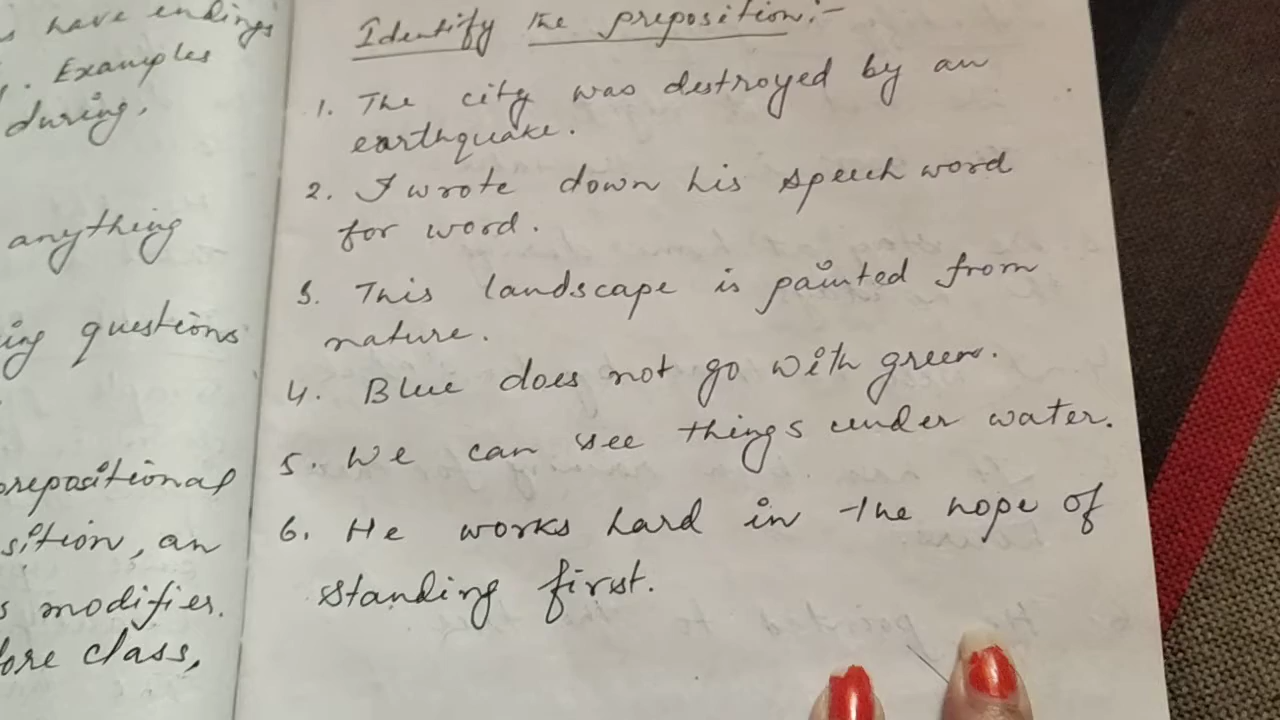 s have endings
. Examples
during.
anything
ing questions
prepositional
sition, an
s modifier.
fore class,
Identify the preposition:-
1. The city was destroyed by an
earthquake.
2. I wrote down his speech word
for word.
3. This landscape is painted from
nature.
4. Blue does not go with green.
5. We can see things under water.
6. He works hard in the hope of
standing first.